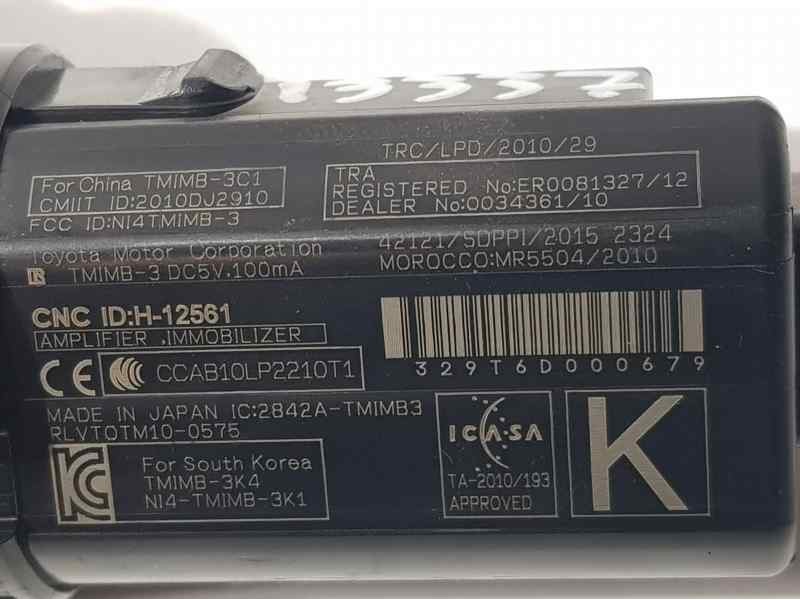 13557
TRC/LPD/2010/29
For China TMIMB-3C1
CMIIT ID:2010DJ2910
FCC ID:NI4TMIMB-3
TRA
REGISTERED No:ER0081327/12
DEALER No:0034361/10
Toyota Motor Corporation
TMIMB-3 DC5V.100mA
42121/SDPPI/2015 2324
MOROCCO:MR5504/2010
CNC ID:H-12561
AMPLIFIER ,IMMOBILIZER
CE CCAB10LP2210T1
329T6D000679
MADE IN JAPAN IC:2842A-TMIMB3
RLVTOTM10-0575
KC
For South Korea
TMIMB-3K4
NI4-TMIMB-3K1
ICASA
TA-2010/193
APPROVED
K